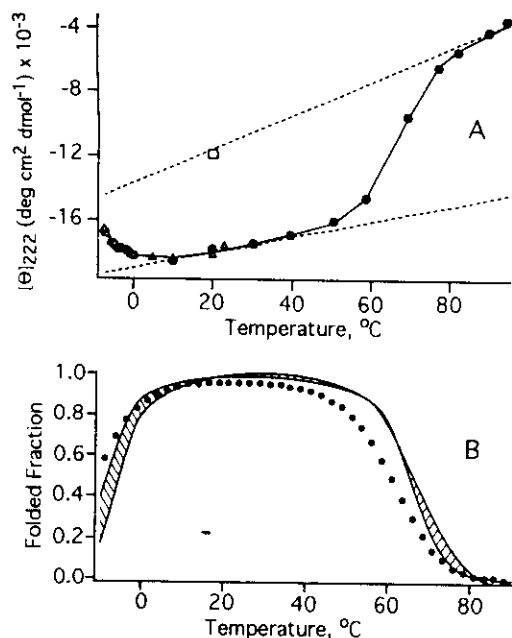 -4
-8
-12
-16
[Θ]222 (deg cm2 dmol-1) x 10-3
A
0 20 40 60 80
Temperature, °C
1.0
0.8
0.6
0.4
0.2
0.0
Folded Fraction
B
0 20 40 60 80
Temperature, °C